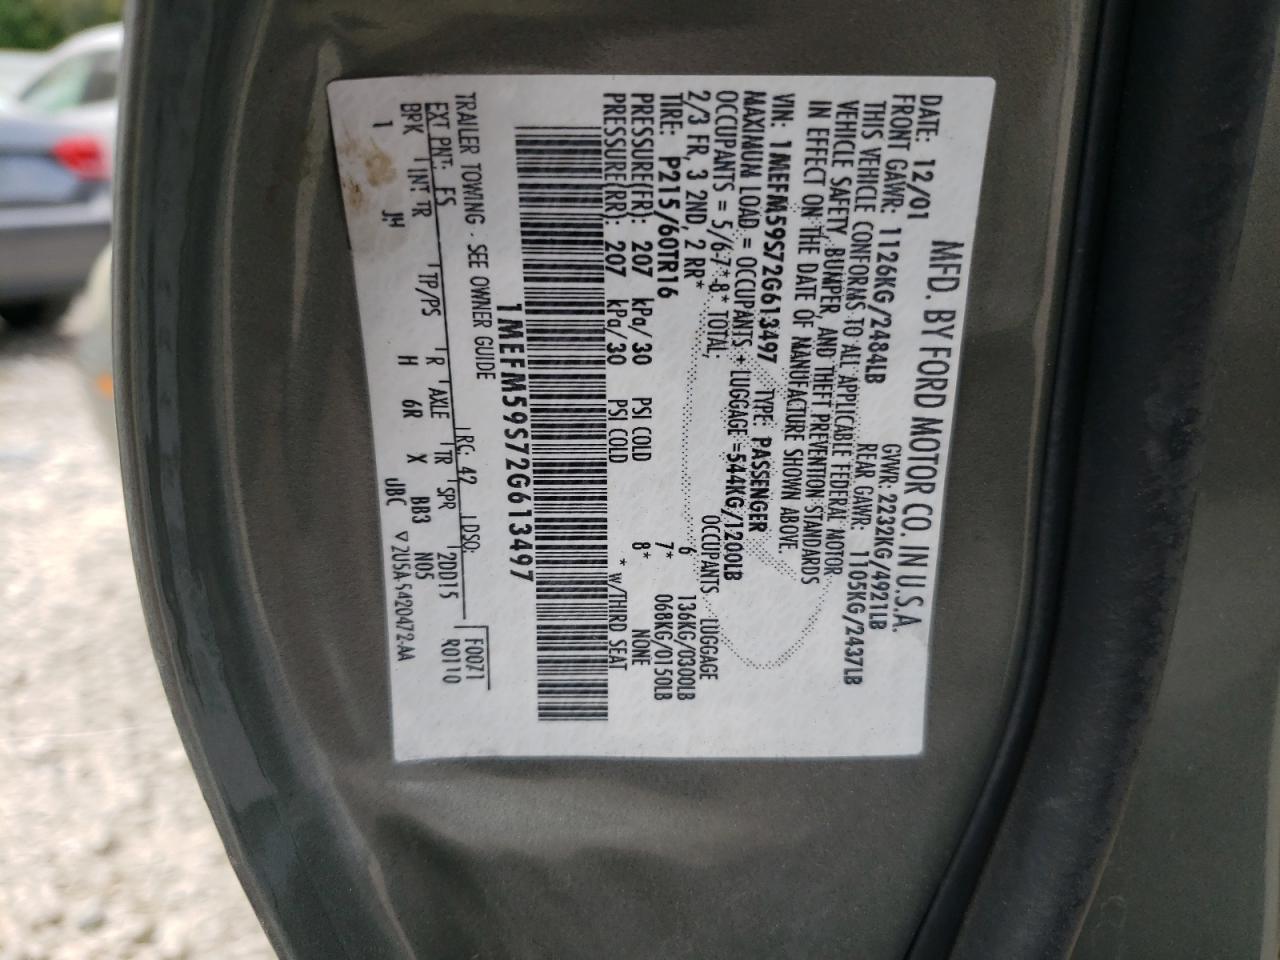 MFD. BY FORD MOTOR CO. IN U.S.A.
DATE: 12/01 GVWR: 2232KG/4921LB
FRONT GAWR: 1126KG/2484LB REAR GAWR: 1105KG/2437LB
THIS VEHICLE CONFORMS TO ALL APPLICABLE FEDERAL MOTOR
VEHICLE SAFETY, BUMPER, AND THEFT PREVENTION STANDARDS
IN EFFECT ON THE DATE OF MANUFACTURE SHOWN ABOVE.
VIN: 1MEFM59S72G613497 TYPE: PASSENGER
MAXIMUM LOAD = OCCUPANTS + LUGGAGE =544KG/1200LB
OCCUPANTS = 5/6-7*-8* TOTAL; OCCUPANTS LUGGAGE
2/3 FR, 3 2ND, 2 RR* 6 136KG/0300LB
TIRE: P215/60TR16 7* 068KG/0150LB
PRESSURE(FR): 207 kPa/30 PSI COLD 8* NONE
PRESSURE(RR): 207 kPa/30 PSI COLD * W/THIRD SEAT
1MEFM59S72G613497
TRAILER TOWING - SEE OWNER GUIDE F00Z1
EXT PNT: FS RC: 42 DSO: R0110
BRK INT TR TP/PS R AXLE TR SPR 2DD15
1 JH H 6R X BB3 N05
UBC ▽2U5A-5420472-AA